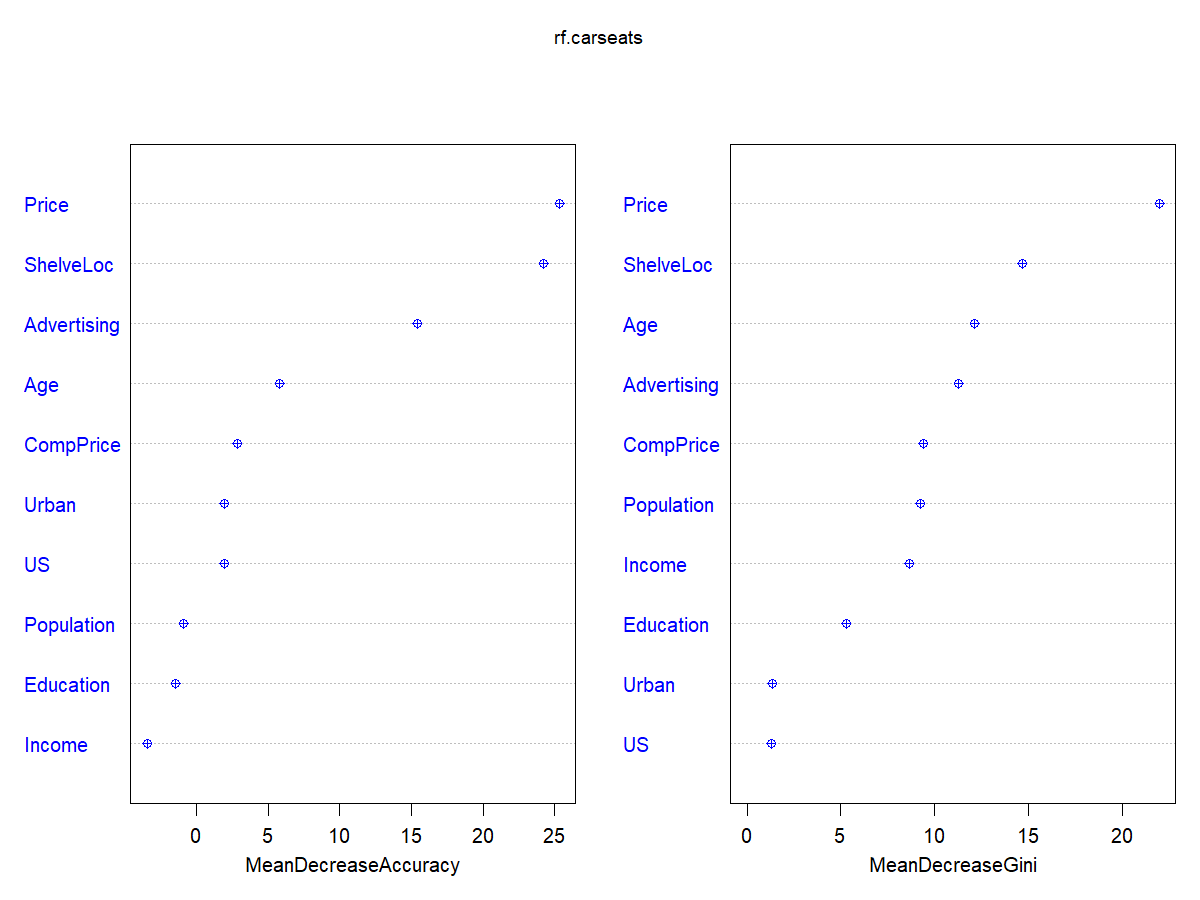 rf.carseats
Price
ShelveLoc
Advertising
Age
CompPrice
Urban
US
Population
Education
Income
0 5 10 15 20 25
MeanDecreaseAccuracy
Price
ShelveLoc
Age
Advertising
CompPrice
Population
Income
Education
Urban
US
0 5 10 15 20
MeanDecreaseGini